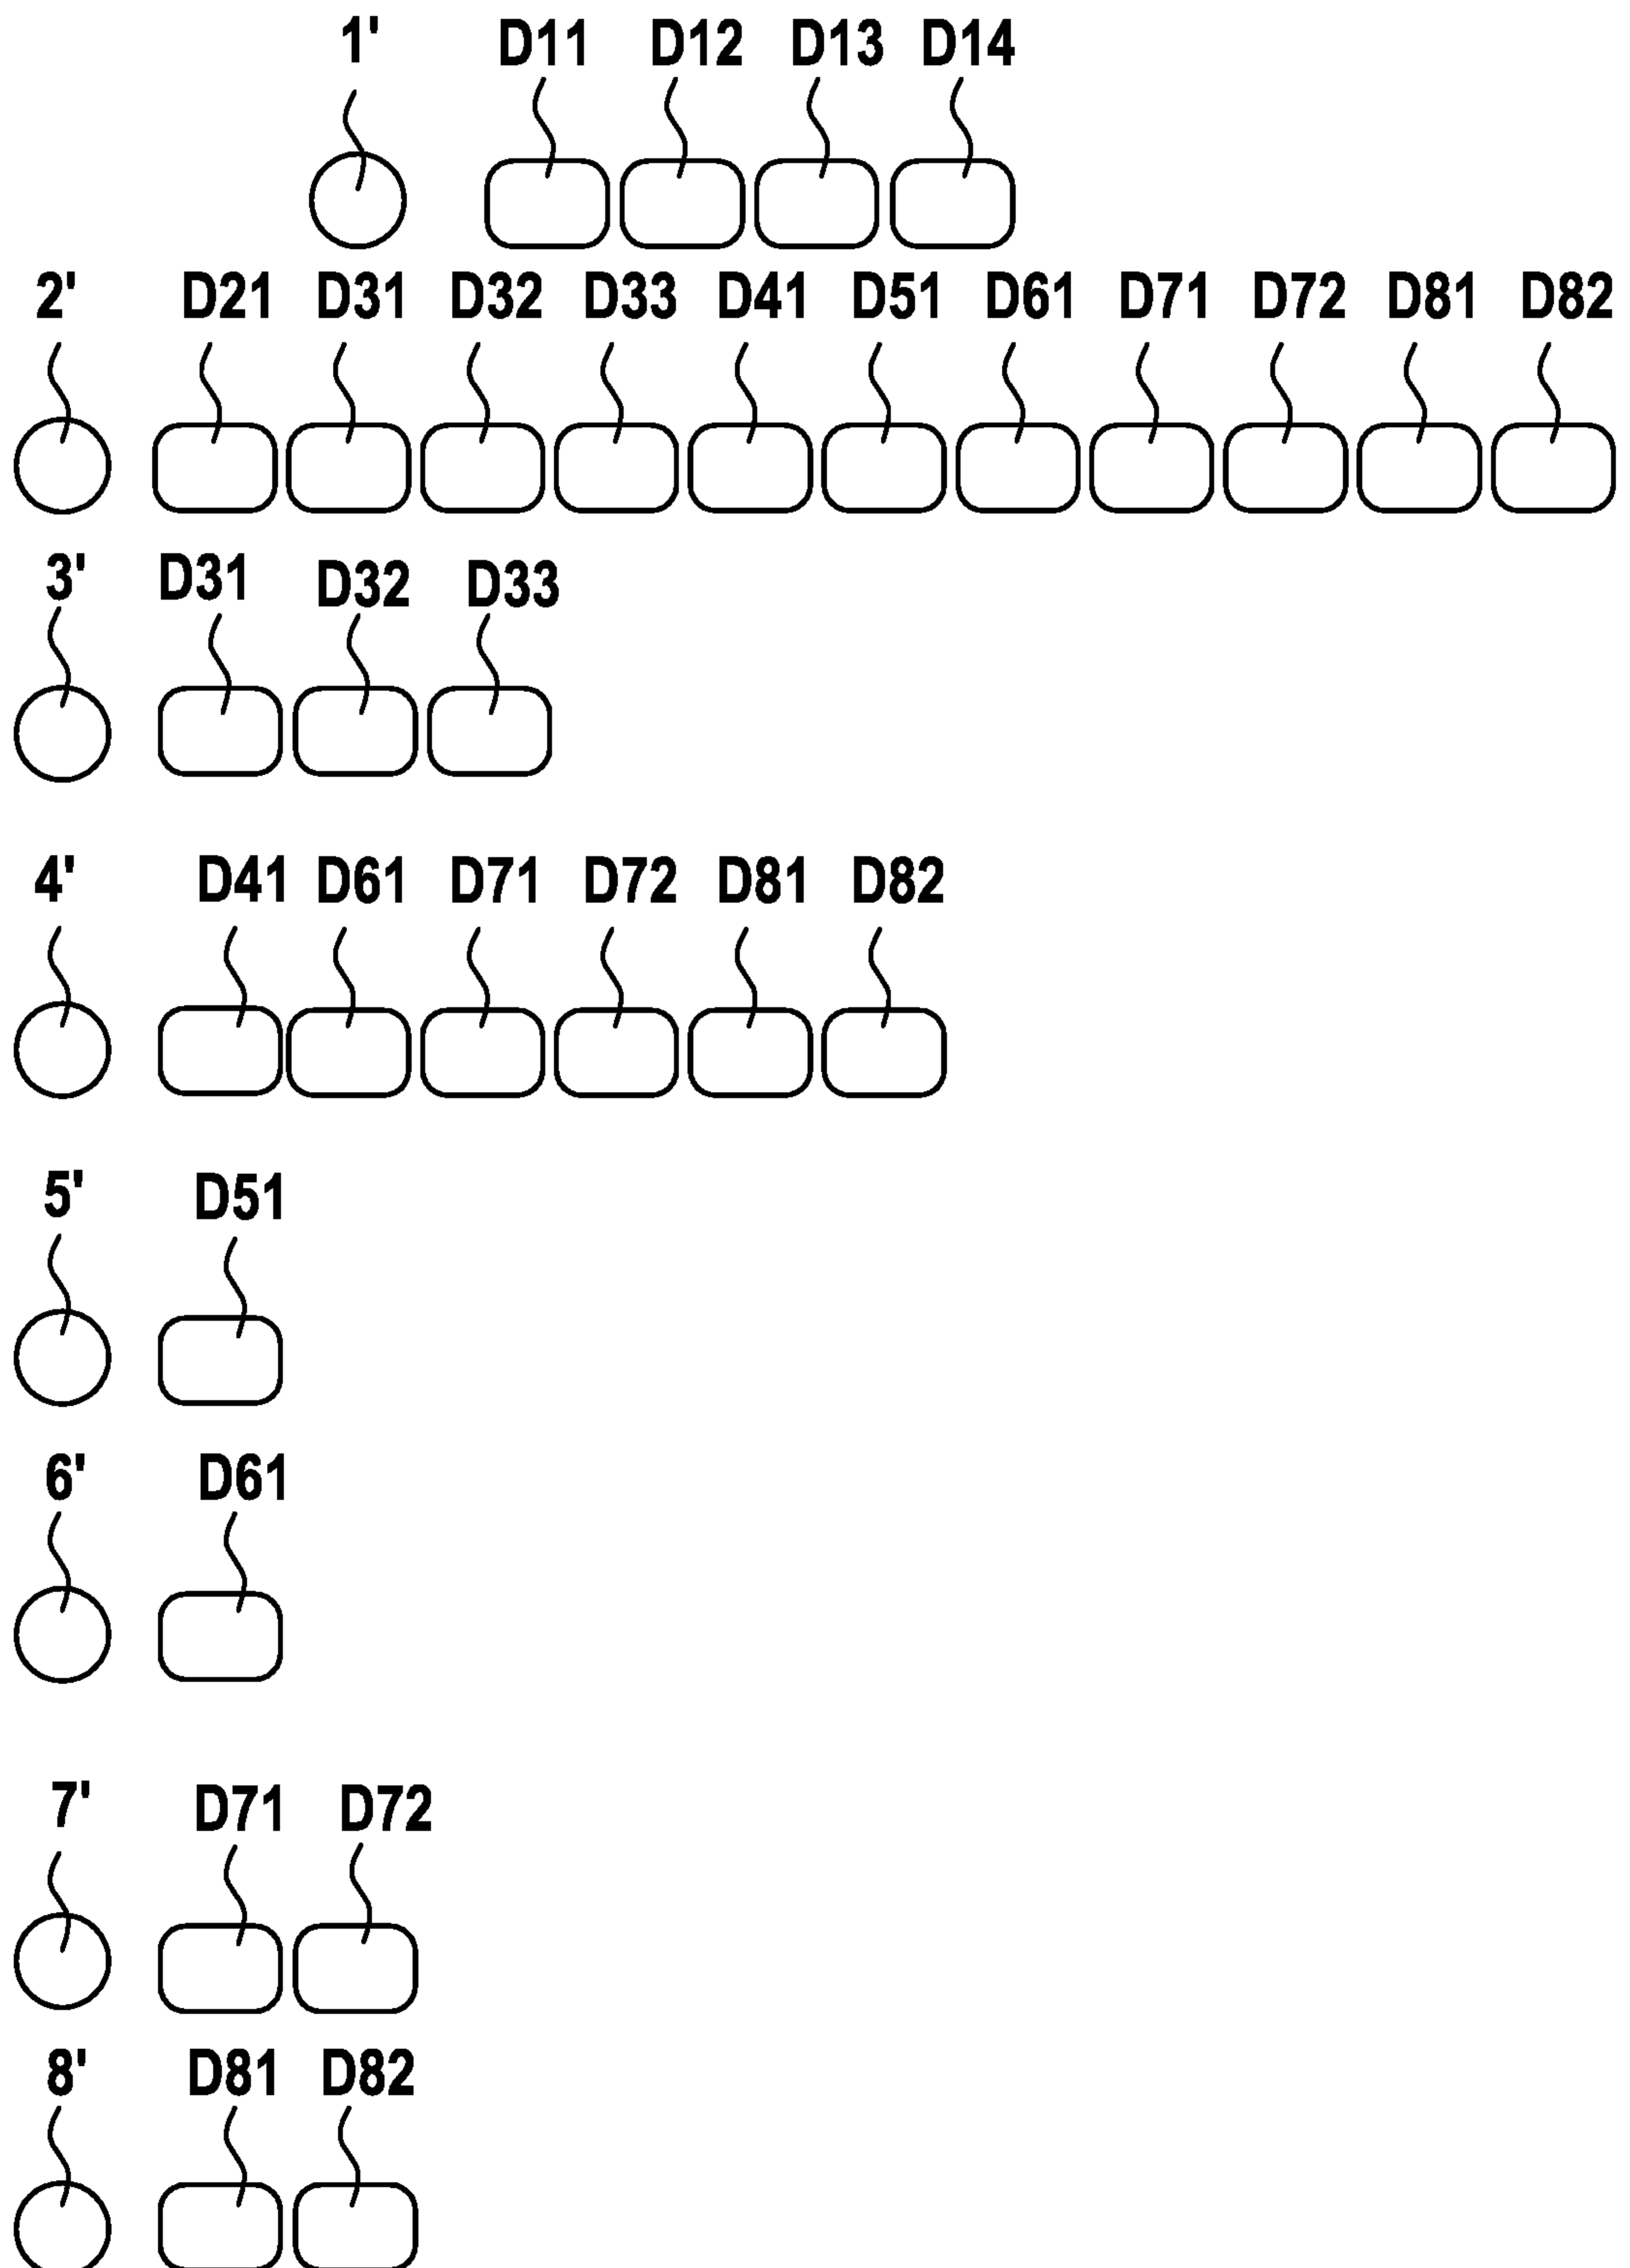 1' D11 D12 D13 D14
2' D21 D31 D32 D33 D41 D51 D61 D71 D72 D81 D82
3' D31 D32 D33
4' D41 D61 D71 D72 D81 D82
5' D51
6' D61
7' D71 D72
8' D81 D82